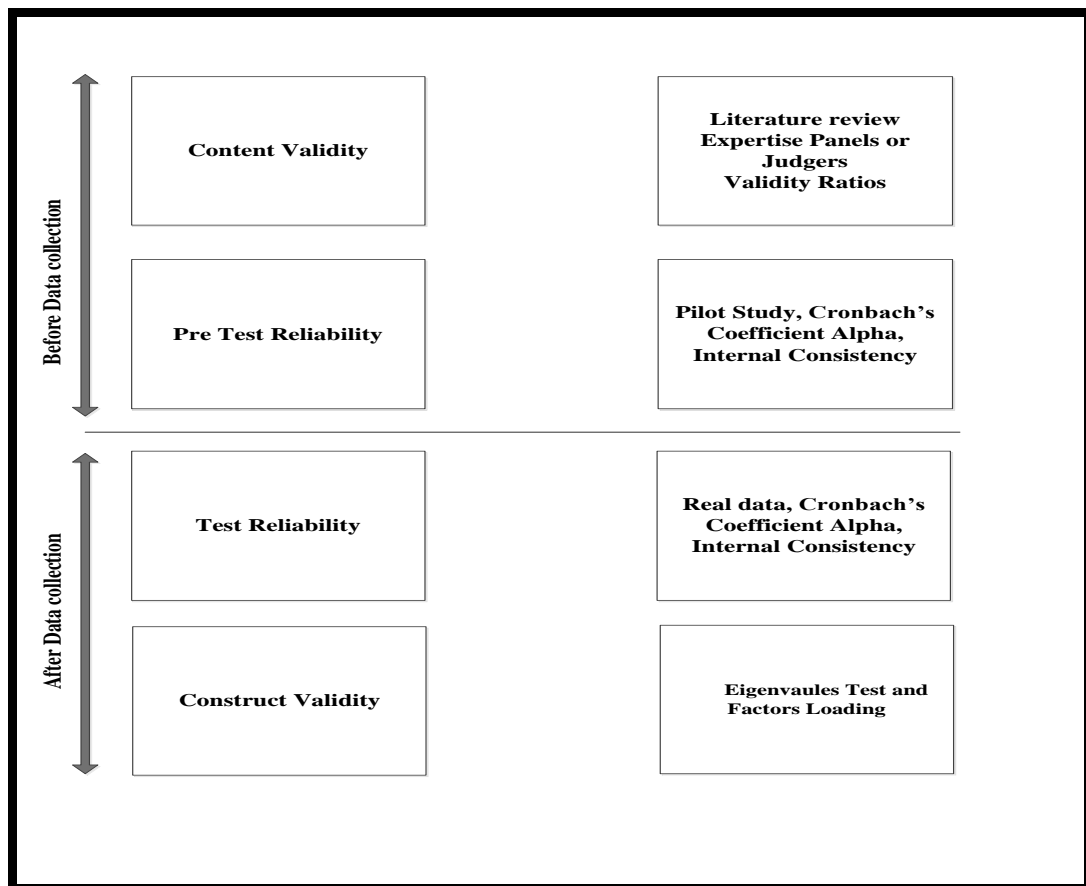 Before Data collection
Content Validity
Literature review
Expertise Panels or
Judgers
Validity Ratios
Pre Test Reliability
Pilot Study, Cronbach’s
Coefficient Alpha,
Internal Consistency
After Data collection
Test Reliability
Real data, Cronbach’s
Coefficient Alpha,
Internal Consistency
Construct Validity
Eigenvaules Test and
Factors Loading